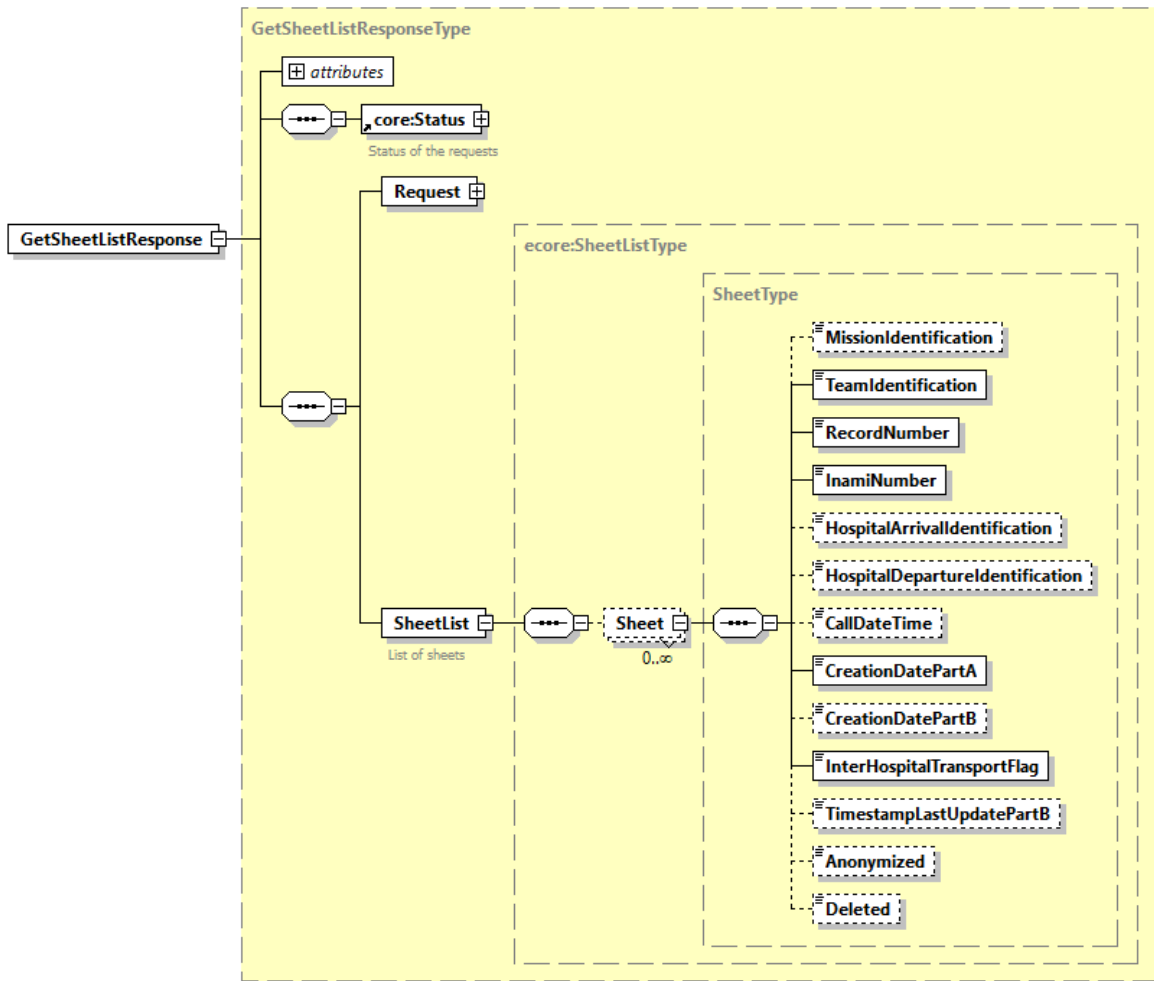 GetSheetListResponseType
attributes
core:Status
Status of the requests
Request
GetSheetListResponse
ecore:SheetListType
SheetType
MissionIdentification
TeamIdentification
RecordNumber
InamiNumber
HospitalArrivalIdentification
HospitalDepartureIdentification
SheetList
List of sheets
Sheet
0..∞
CallDateTime
CreationDatePartA
CreationDatePartB
InterHospitalTransportFlag
TimestampLastUpdatePartB
Anonymized
Deleted